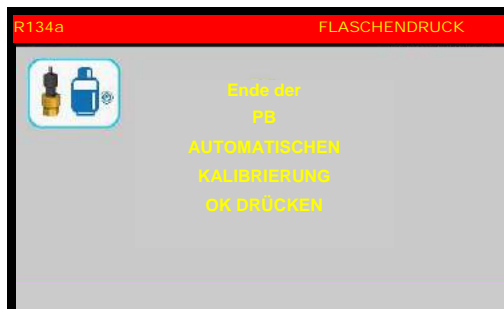 R134a FLASCHENDRUCK
Ende der
PB
AUTOMATISCHEN
KALIBRIERUNG
OK DRÜCKEN